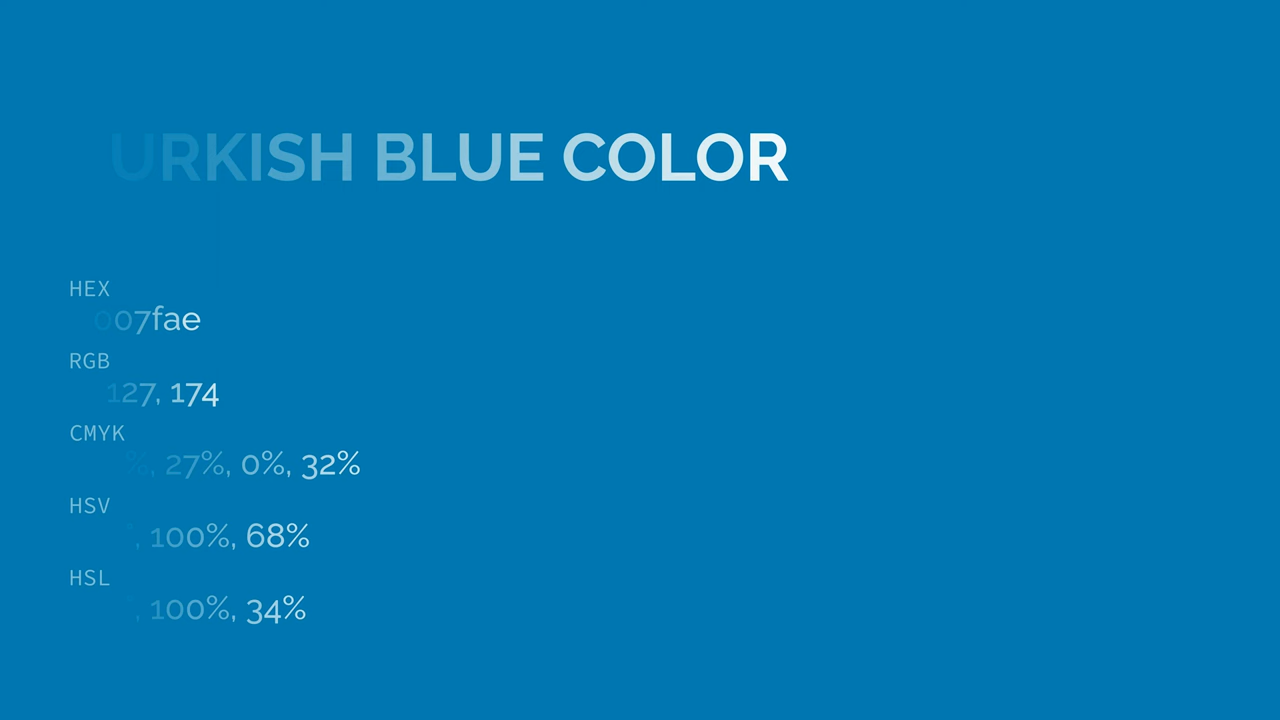 URKISH BLUE COLOR
HEX
007fae
RGB
127, 174
CMYK
%, 27%, 0%, 32%
HSV
°, 100%, 68%
HSL
°, 100%, 34%